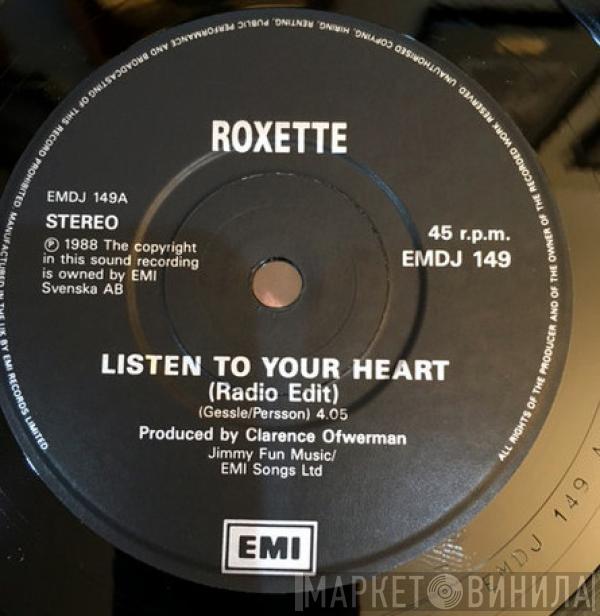 UNAUTHORISED COPYING, HIRING, RENTING, PUBLIC PERFORMANCE AND BROADCASTING OF THIS RECORD PROHIBITED. MANUFACTURED IN THE UK BY EMI RECORDS LIMITED
ALL RIGHTS OF THE PRODUCER AND OF THE OWNER OF THE RECORDED WORK RESERVED
ROXETTE
EMDJ 149A
STEREO
℗ 1988 The copyright
in this sound recording
is owned by EMI
Svenska AB
45 r.p.m.
EMDJ 149
LISTEN TO YOUR HEART
(Radio Edit)
(Gessle/Persson) 4.05
Produced by Clarence Ofwerman
Jimmy Fun Music/
EMI Songs Ltd
EMI
EMDJ 149 A
МАРКЕТ ВИНИЛА